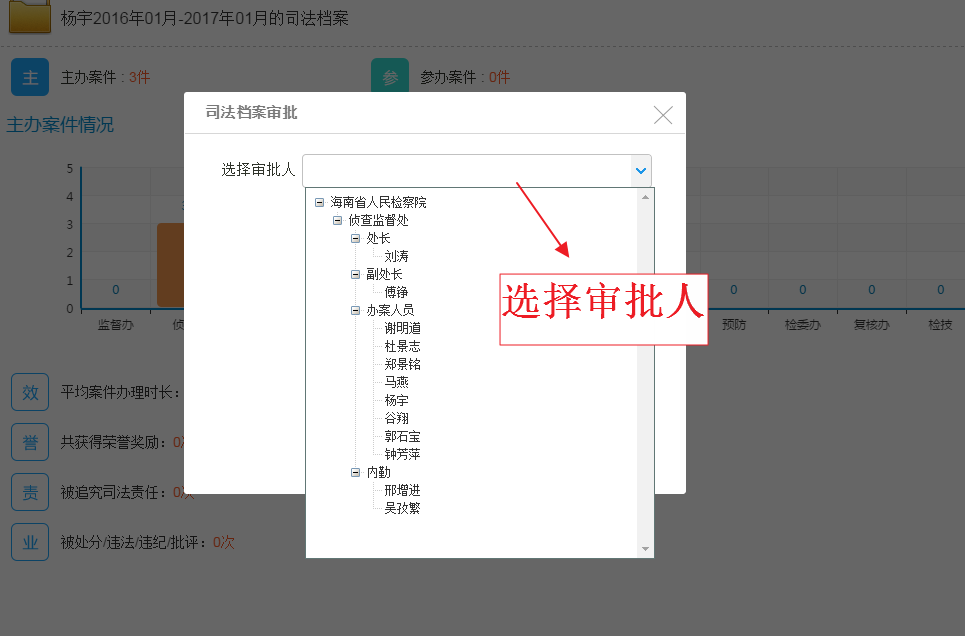 杨宇2016年01月-2017年01月的司法档案
主 主办案件 : 3件
参 参办案件 : 0件
主办案件情况
司法档案审批
选择审批人
海南省人民检察院
侦查监督处
处长
刘涛
副处长
傅铮
办案人员
谢明道
杜景志
郑景铭
马燕
杨宇
谷翔
郭石宝
钟芳萍
内勤
邢增进
吴孜繁
选择审批人
5
4
3
2
1
0
0
0
0
0
0
监督办
预防
检委办
复核办
检技
效 平均案件办理时长：
誉 共获得荣誉奖励：0
责 被追究司法责任：0次
业 被处分/违法/违纪/批评：0次